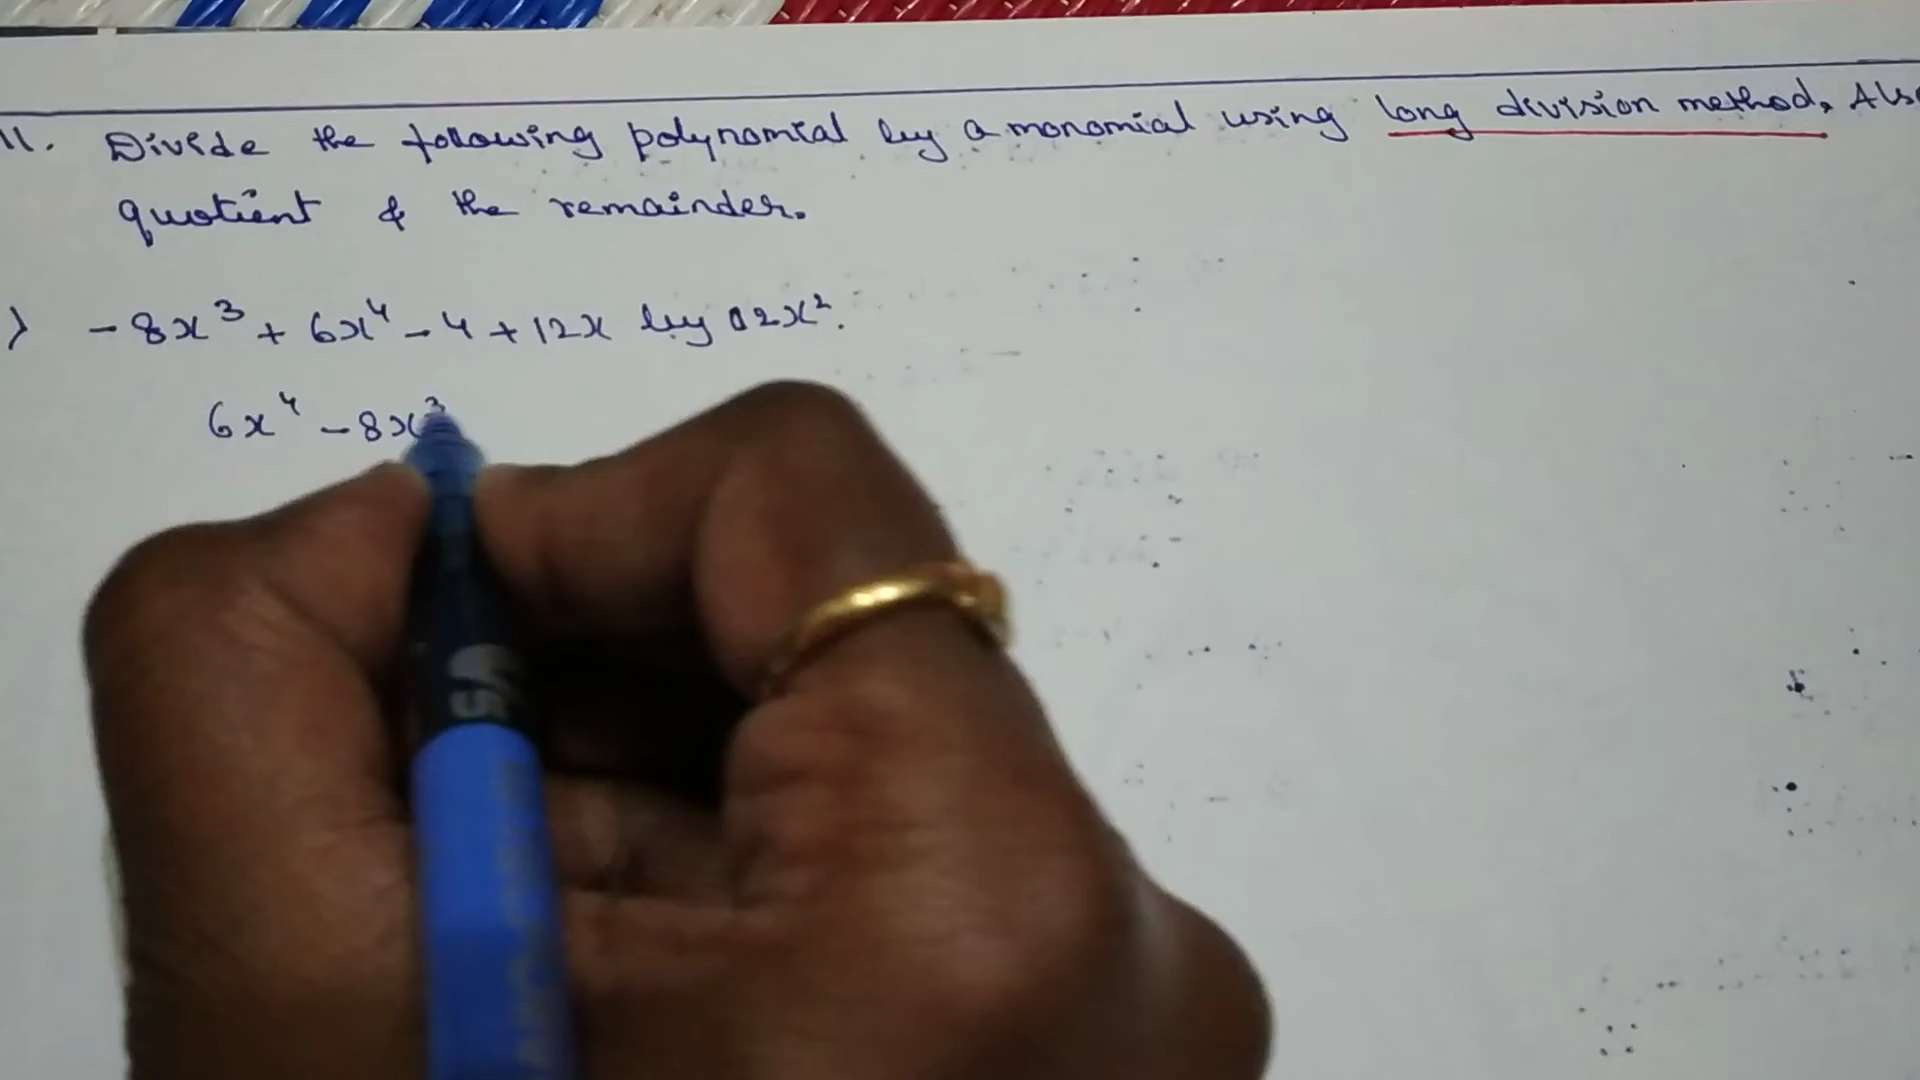 11. Divide the following polynomial by a monomial using long division method, Also
quotient & the remainder.
) -8x³ + 6x⁴ - 4 + 12x by 2x².
6x⁴ - 8x³